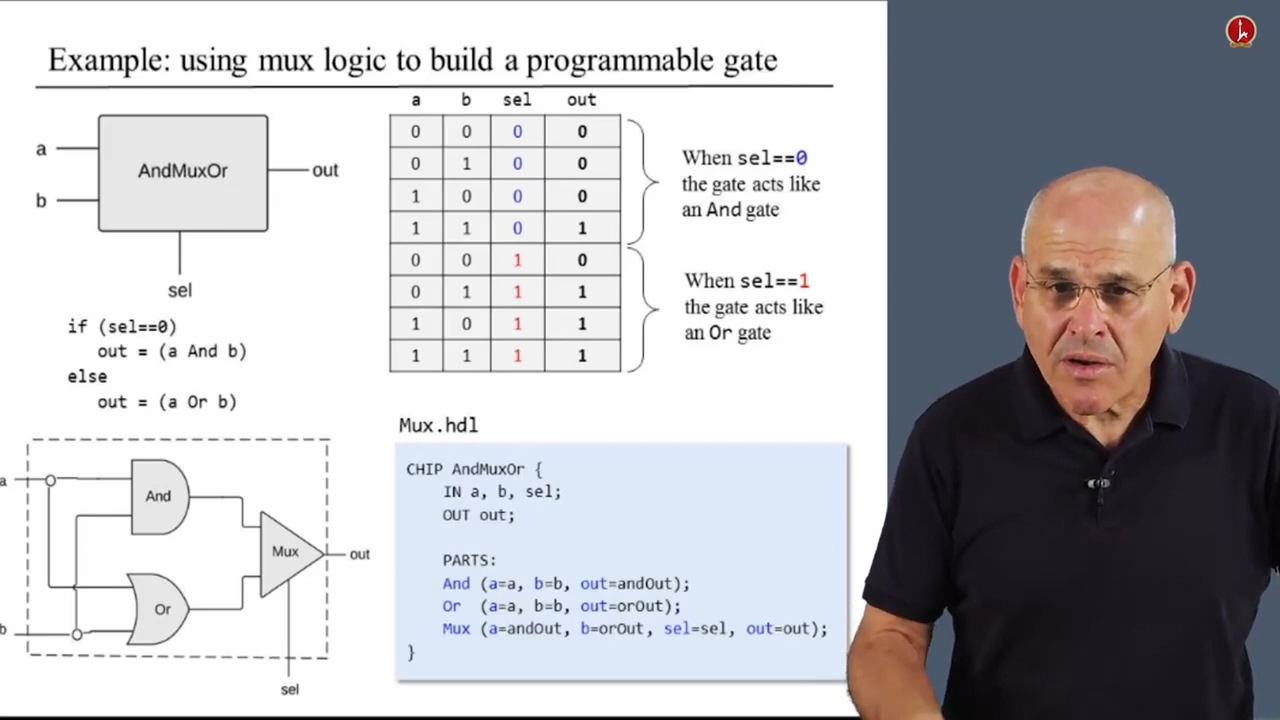 Example: using mux logic to build a programmable gate
a
b
AndMuxOr
out
sel
if (sel==0)
out = (a And b)
else
out = (a Or b)
a b sel out
0 0 0 0
0 1 0 0
1 0 0 0
1 1 0 1
0 0 1 0
0 1 1 1
1 0 1 1
1 1 1 1
When sel==0
the gate acts like
an And gate
When sel==1
the gate acts like
an Or gate
a
And
Mux
out
Or
b
sel
Mux.hdl
CHIP AndMuxOr {
IN a, b, sel;
OUT out;
PARTS:
And (a=a, b=b, out=andOut);
Or (a=a, b=b, out=orOut);
Mux (a=andOut, b=orOut, sel=sel, out=out);
}